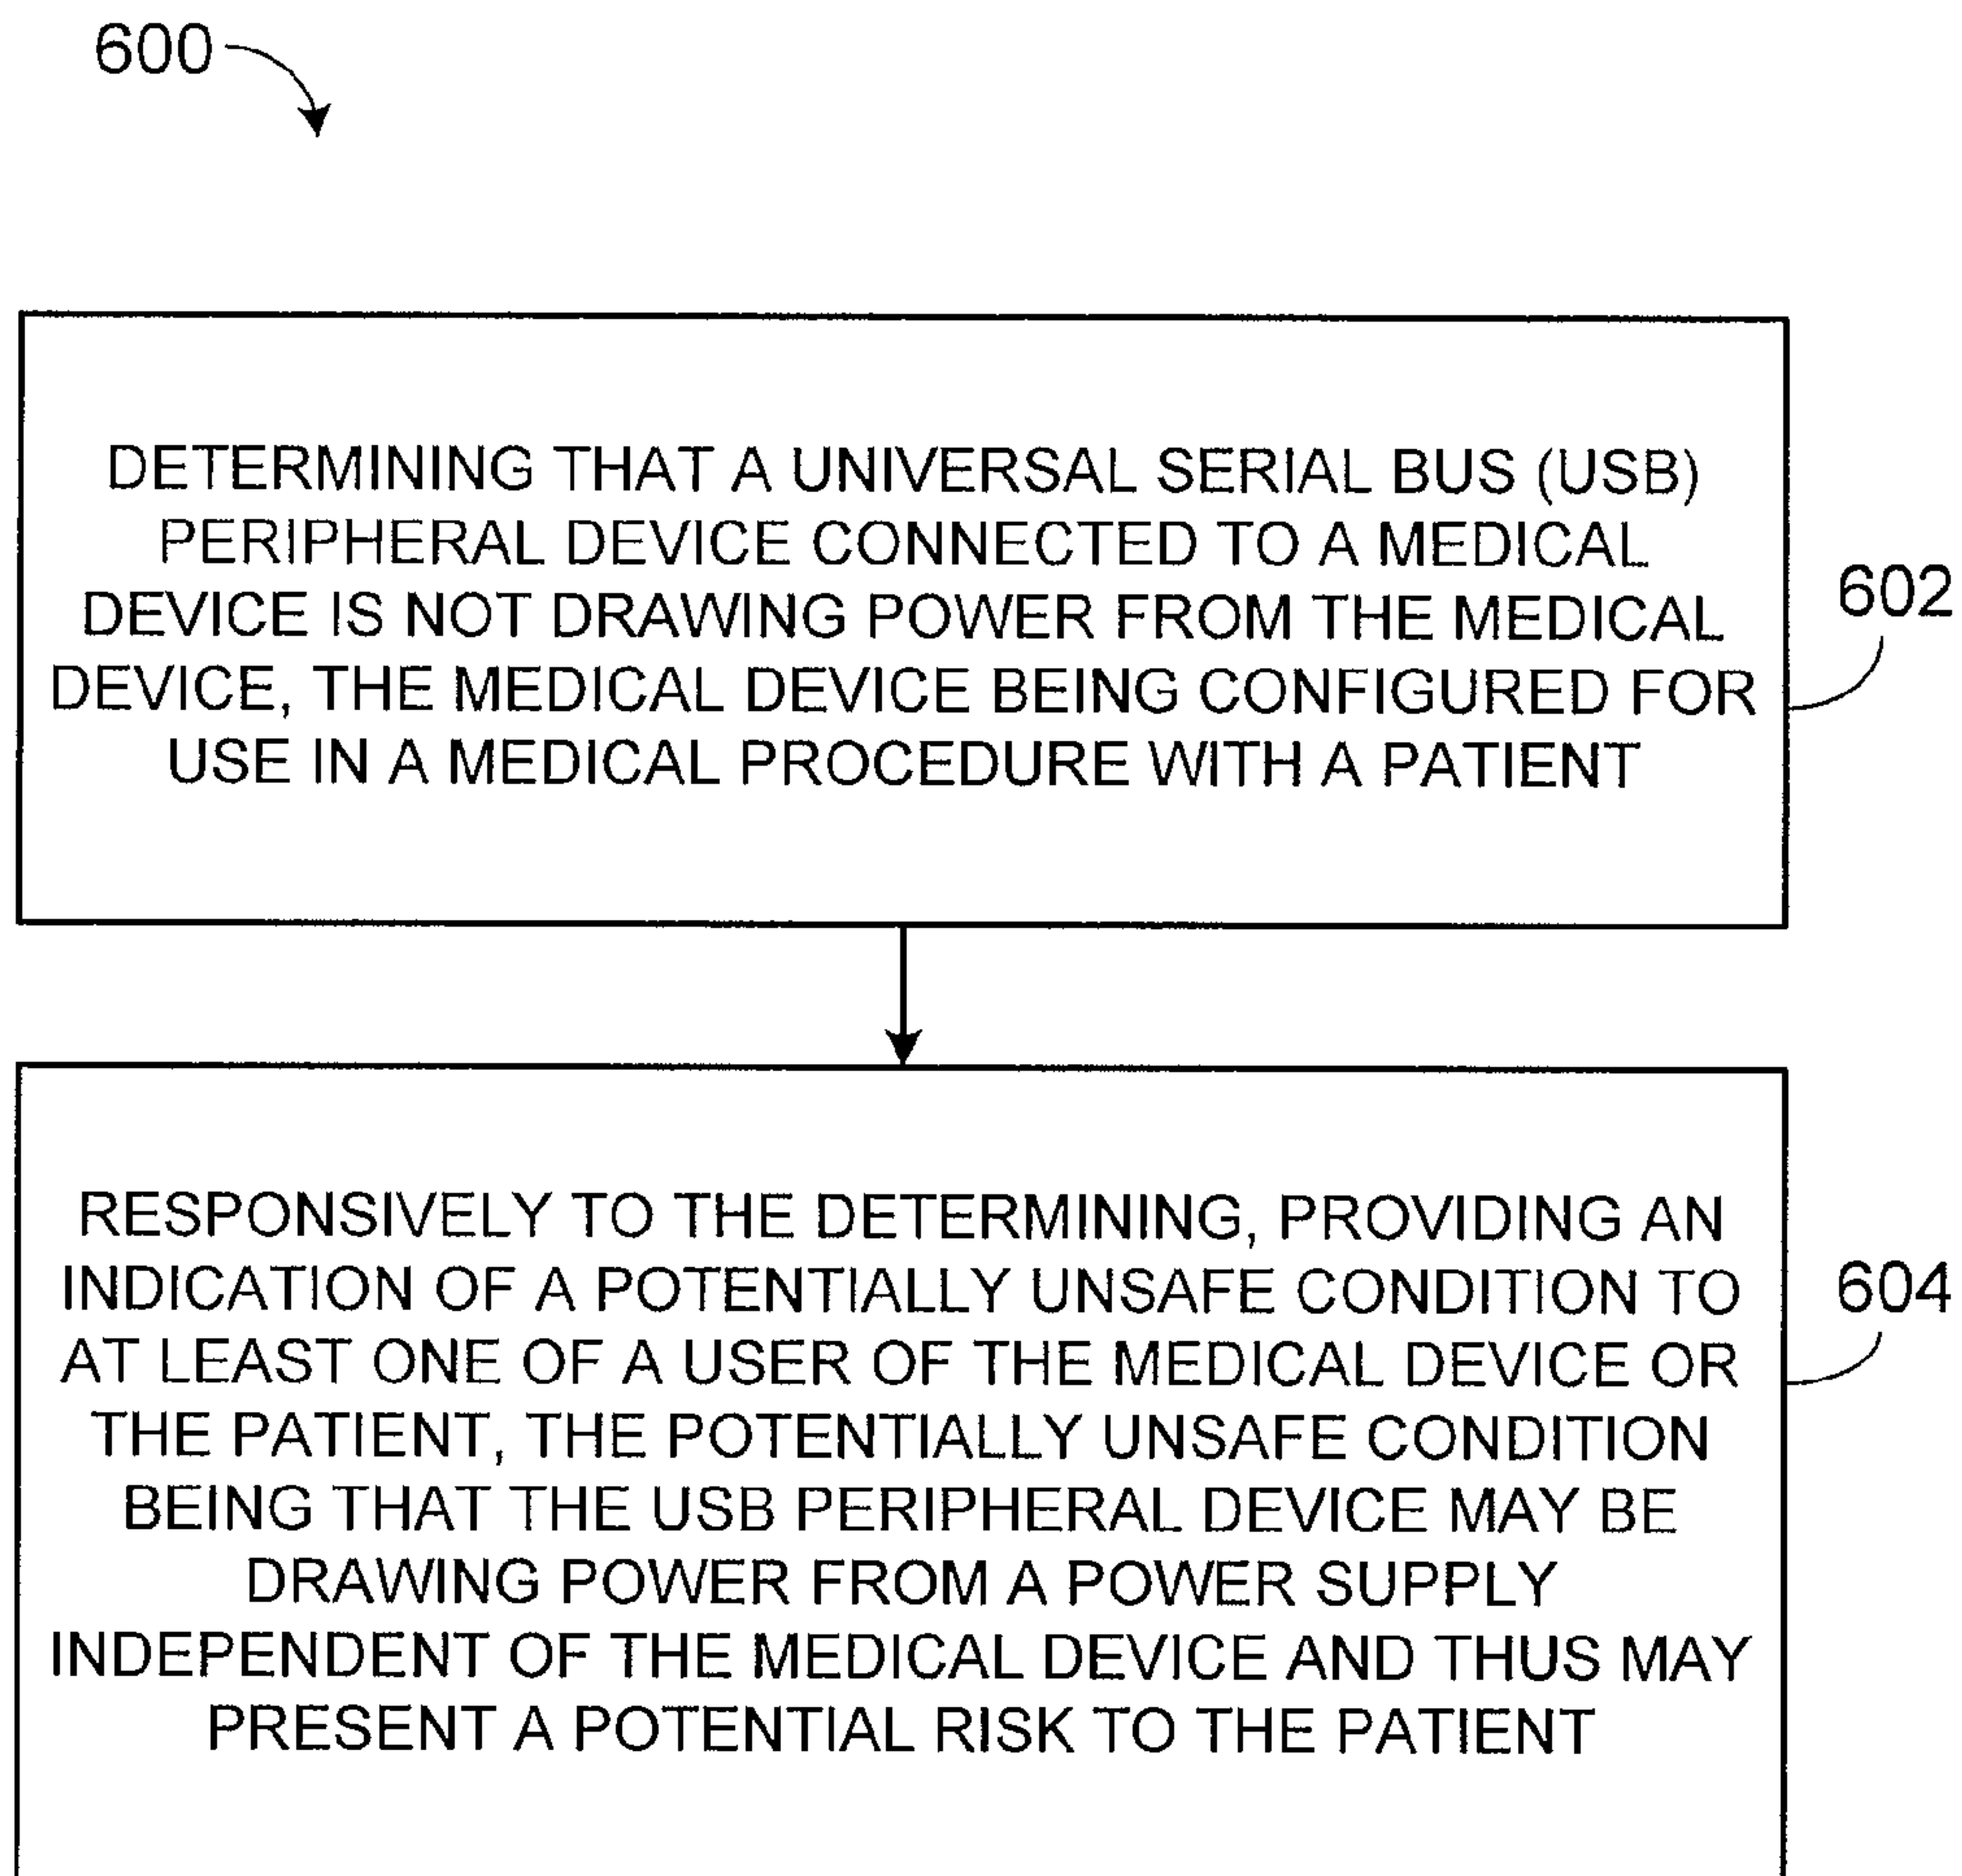 600
DETERMINING THAT A UNIVERSAL SERIAL BUS (USB)
PERIPHERAL DEVICE CONNECTED TO A MEDICAL
DEVICE IS NOT DRAWING POWER FROM THE MEDICAL
DEVICE, THE MEDICAL DEVICE BEING CONFIGURED FOR
USE IN A MEDICAL PROCEDURE WITH A PATIENT
602
RESPONSIVELY TO THE DETERMINING, PROVIDING AN
INDICATION OF A POTENTIALLY UNSAFE CONDITION TO
AT LEAST ONE OF A USER OF THE MEDICAL DEVICE OR
THE PATIENT, THE POTENTIALLY UNSAFE CONDITION
BEING THAT THE USB PERIPHERAL DEVICE MAY BE
DRAWING POWER FROM A POWER SUPPLY
INDEPENDENT OF THE MEDICAL DEVICE AND THUS MAY
PRESENT A POTENTIAL RISK TO THE PATIENT
604